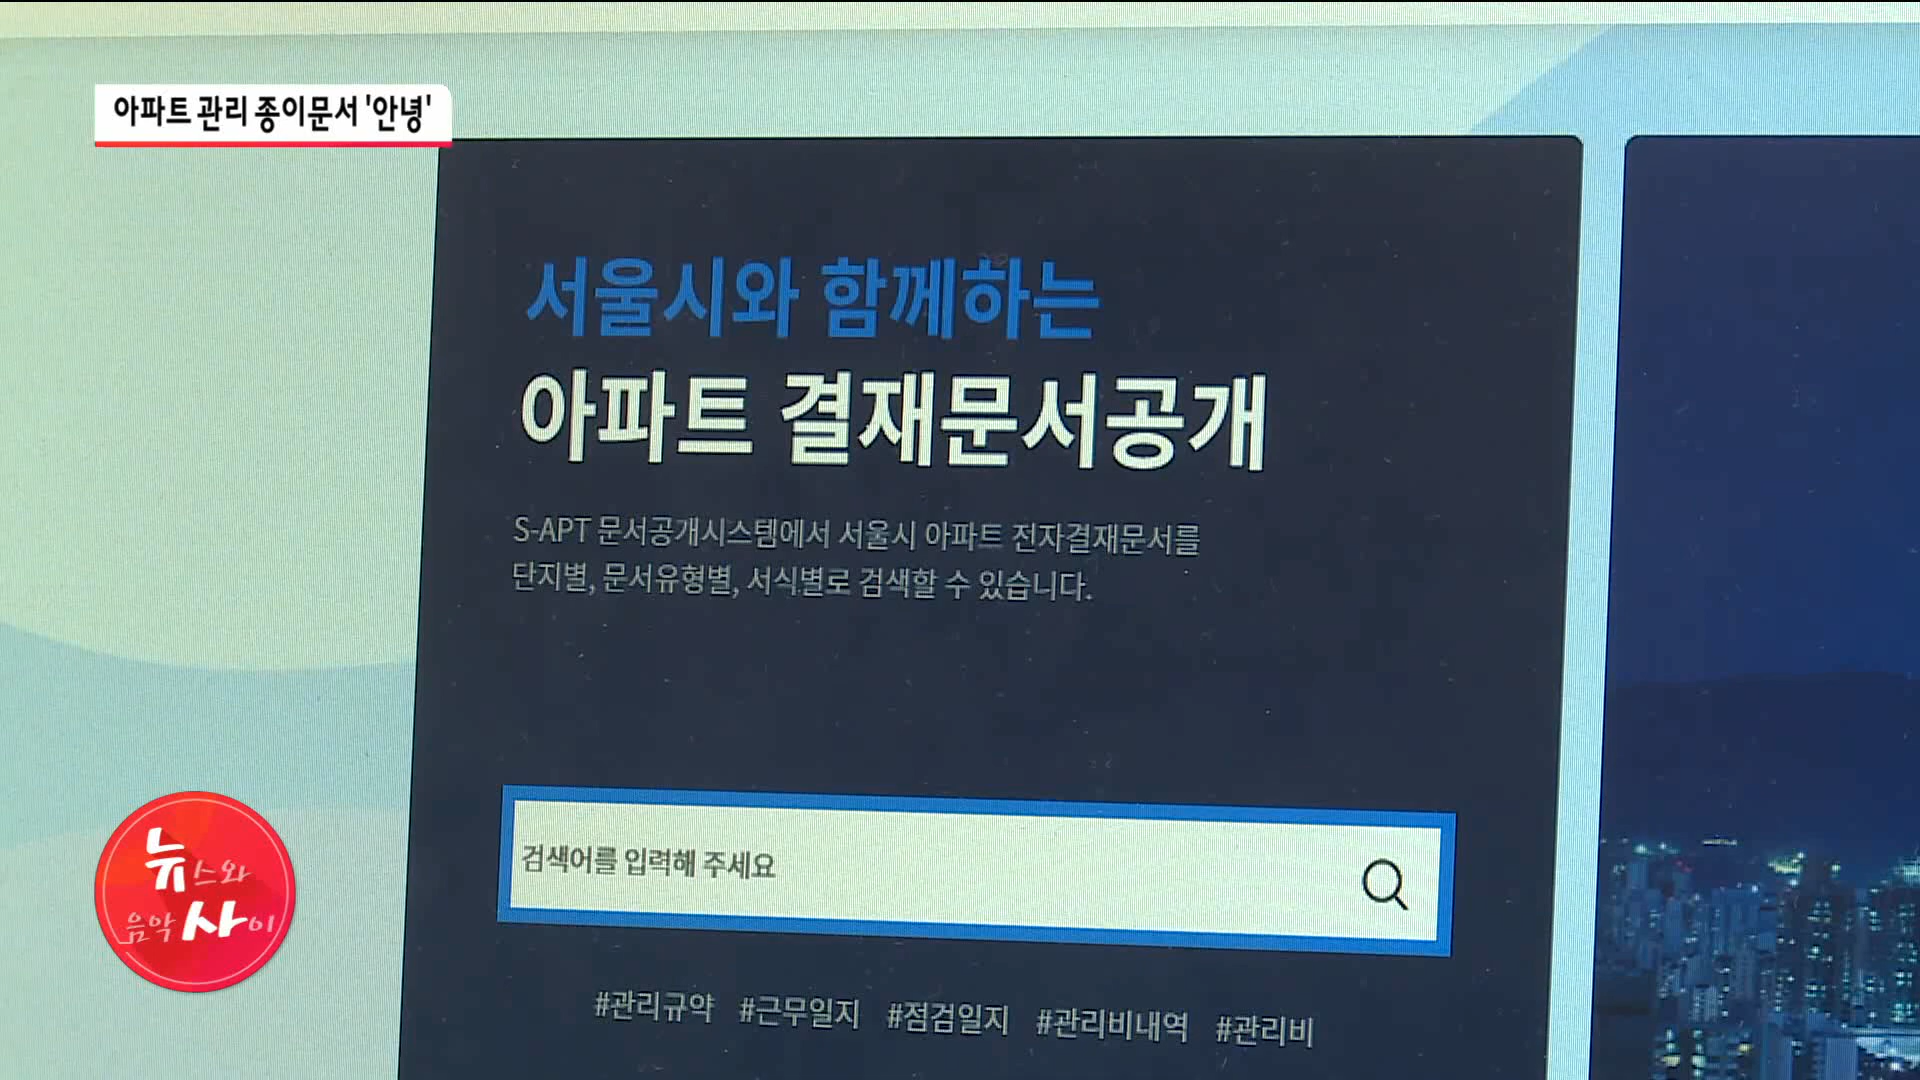 아파트 관리 종이문서 '안녕'
서울시와 함께하는
아파트 결재문서공개
S-APT 문서공개시스템에서 서울시 아파트 전자결재문서를
단지별, 문서유형별, 서식별로 검색할 수 있습니다.
검색어를 입력해 주세요
#관리규약 #근무일지 #점검일지 #관리비내역 #관리비
뉴스와
음악 사이